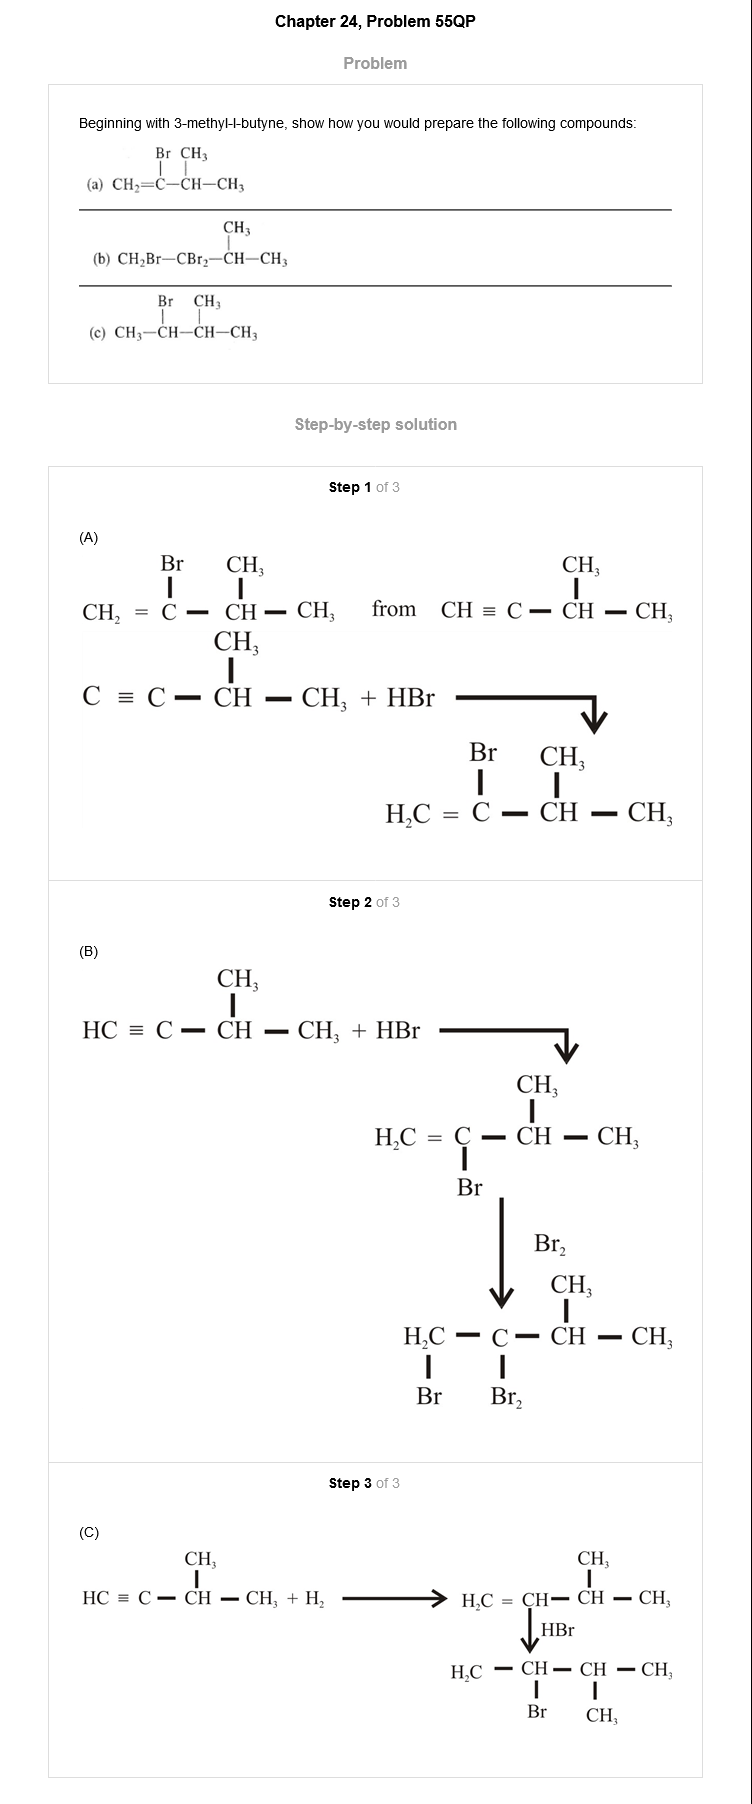 Chapter 24, Problem 55QP
Problem
Beginning with 3-methyl-l-butyne, show how you would prepare the following compounds:
Br CH₃
(a) CH₂=C—CH—CH₃
CH₃
(b) CH₂Br—CBr₂—CH—CH₃
Br CH₃
(c) CH₃—CH—CH—CH₃
Step-by-step solution
Step 1 of 3
(A)
Br CH₃ CH₃
CH₂ = C — CH — CH₃ from CH ≡ C — CH — CH₃
CH₃
C ≡ C — CH — CH₃ + HBr
Br CH₃
H₂C = C — CH — CH₃
Step 2 of 3
(B)
CH₃
HC ≡ C — CH — CH₃ + HBr
CH₃
H₂C = C — CH — CH₃
Br
Br₂
CH₃
H₂C — C — CH — CH₃
Br Br₂
Step 3 of 3
(C)
CH₃ CH₃
HC ≡ C — CH — CH₃ + H₂ H₂C = CH — CH — CH₃
HBr
H₂C — CH — CH — CH₃
Br CH₃